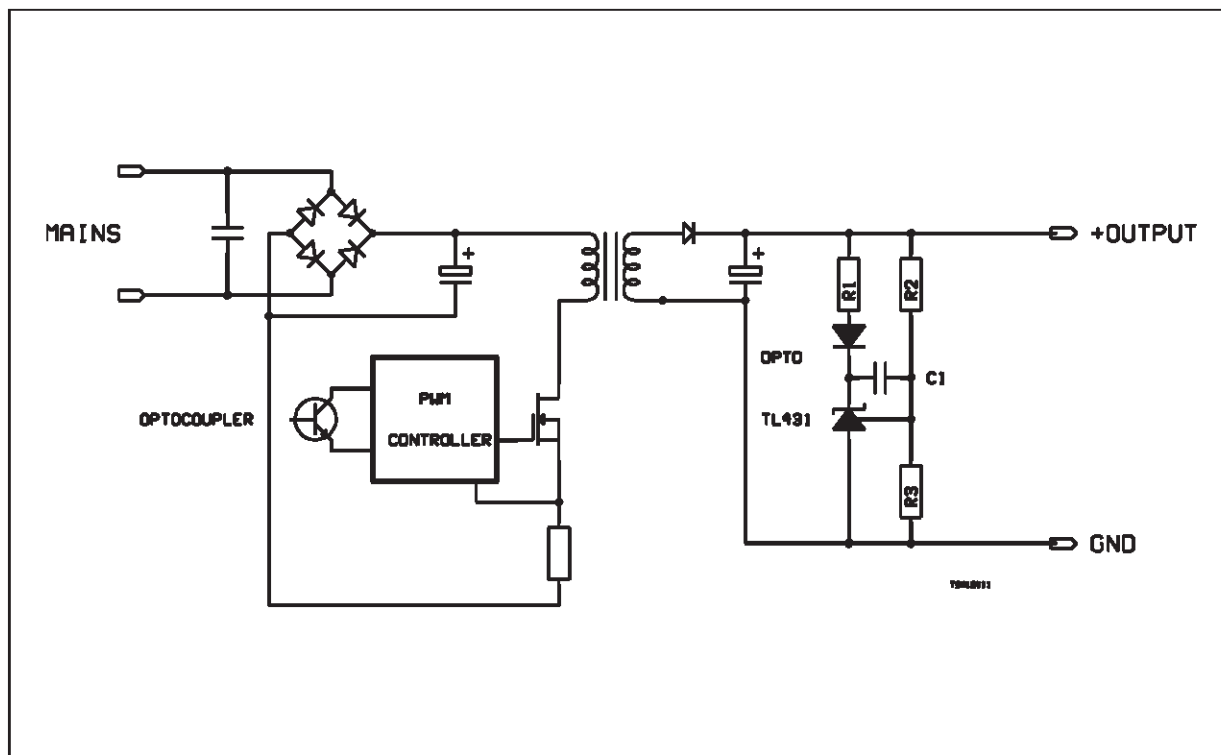 MAINS
+OUTPUT
R1
R2
OPTO
C1
PWM
CONTROLLER
OPTOCOUPLER
TL431
R3
GND